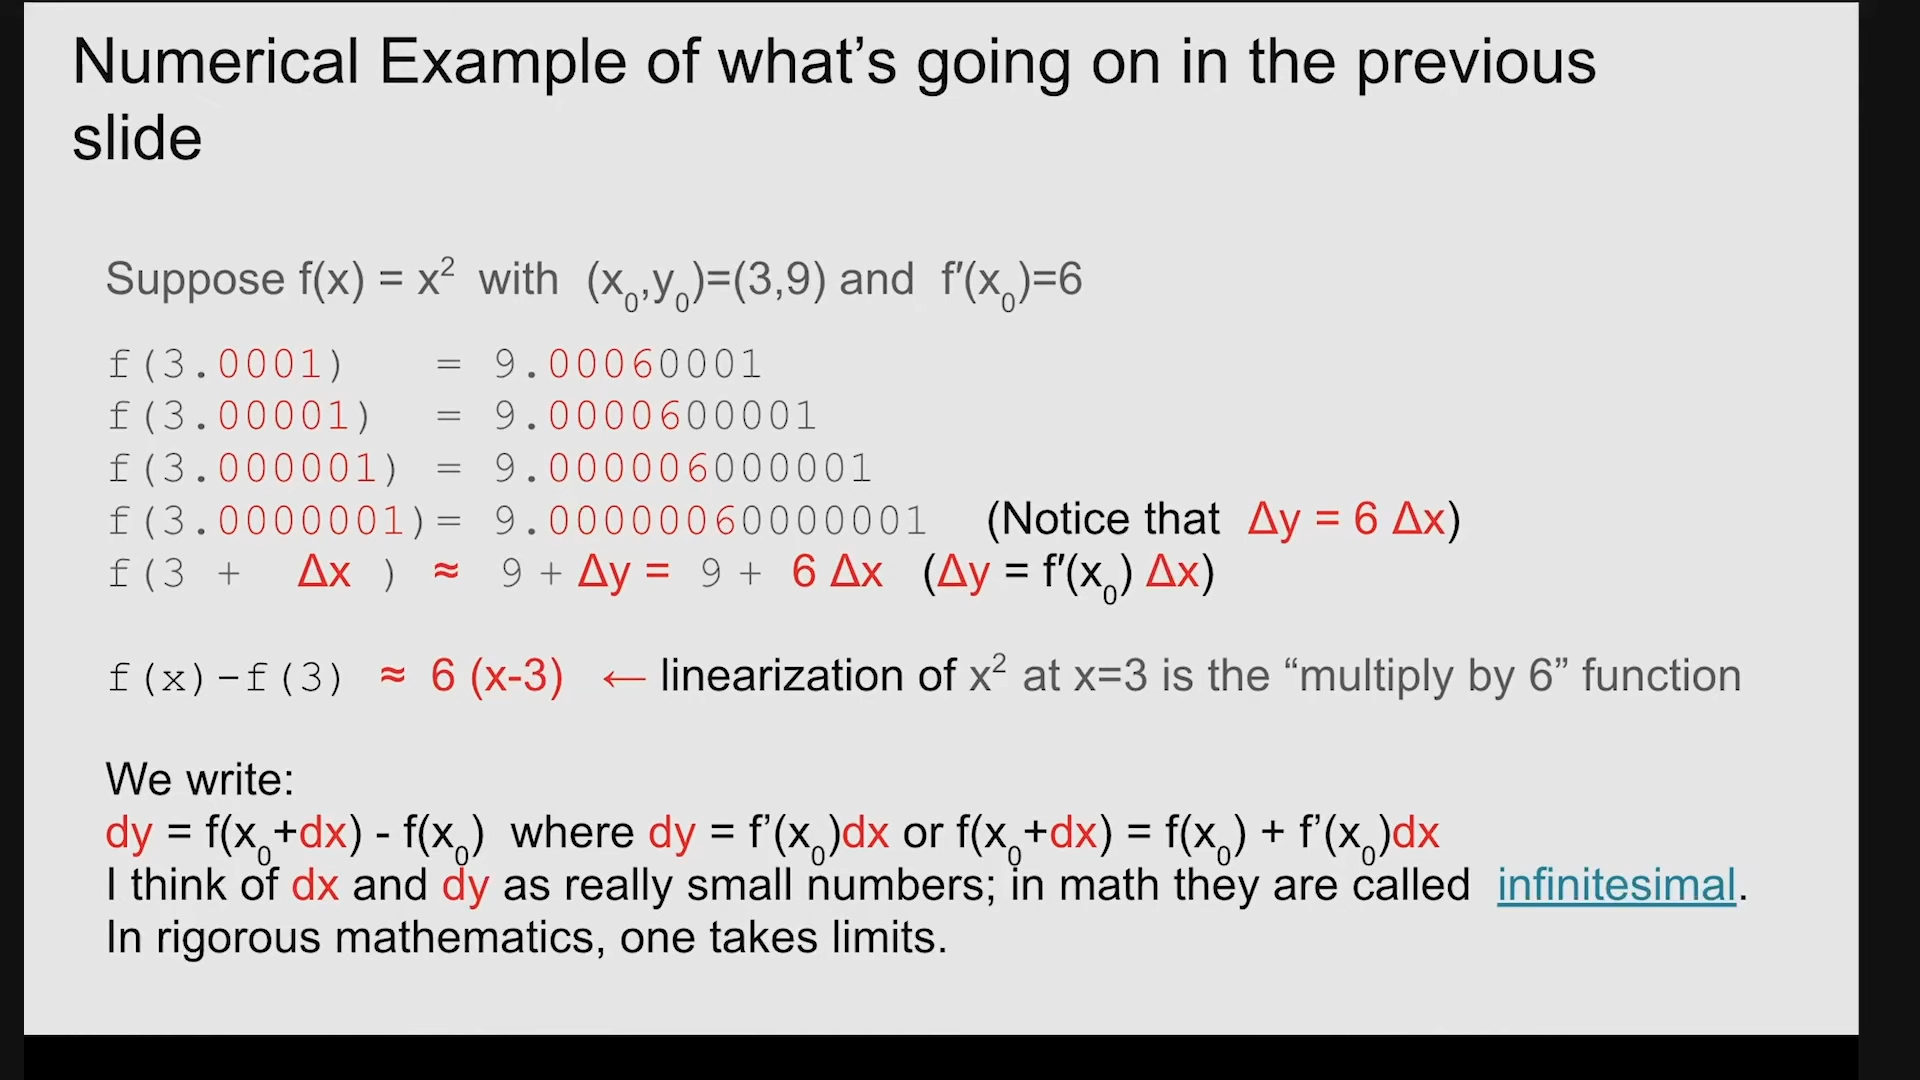 Numerical Example of what's going on in the previous
slide
Suppose f(x) = x² with (x₀,y₀)=(3,9) and f′(x₀)=6
f(3.0001) = 9.00060001
f(3.00001) = 9.0000600001
f(3.000001) = 9.000006000001
f(3.0000001)= 9.00000060000001 (Notice that Δy = 6 Δx)
f(3 + Δx ) ≈ 9 + Δy = 9 + 6 Δx (Δy = f′(x₀) Δx)
f(x)-f(3) ≈ 6 (x-3) ← linearization of x² at x=3 is the “multiply by 6” function
We write:
dy = f(x₀+dx) - f(x₀) where dy = f’(x₀)dx or f(x₀+dx) = f(x₀) + f’(x₀)dx
I think of dx and dy as really small numbers; in math they are called infinitesimal.
In rigorous mathematics, one takes limits.